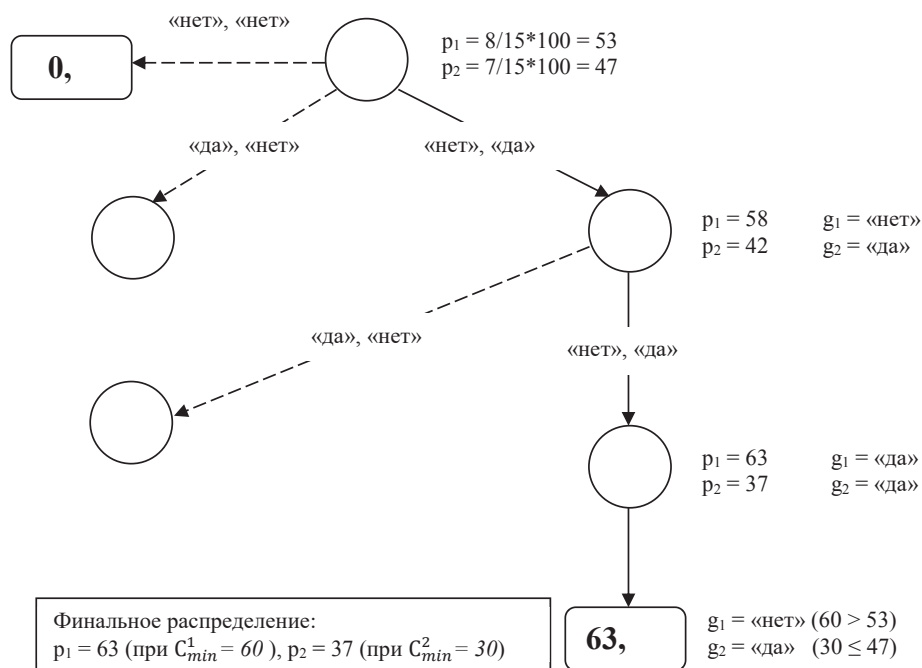 «нет», «нет»
0,
p₁ = 8/15*100 = 53
p₂ = 7/15*100 = 47
«да», «нет»
«нет», «да»
p₁ = 58 g₁ = «нет»
p₂ = 42 g₂ = «да»
«да», «нет»
«нет», «да»
p₁ = 63 g₁ = «да»
p₂ = 37 g₂ = «да»
Финальное распределение:
p₁ = 63 (при C¹ₘᵢₙ = 60 ), p₂ = 37 (при C²ₘᵢₙ = 30)
63,
g₁ = «нет» (60 > 53)
g₂ = «да» (30 ≤ 47)